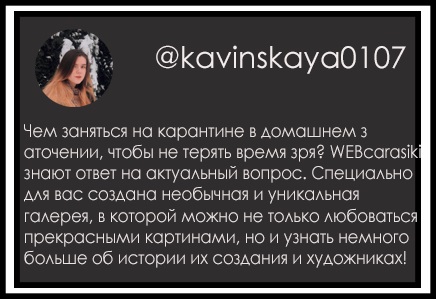 @kavinskaya0107
Чем заняться на карантине в домашнем з
аточении, чтобы не терять время зря? WEBcarasiki
знают ответ на актуальный вопрос. Специально
для вас создана необычная и уникальная
галерея, в которой можно не только любоваться
прекрасными картинами, но и узнать немного
больше об истории их создания и художниках!